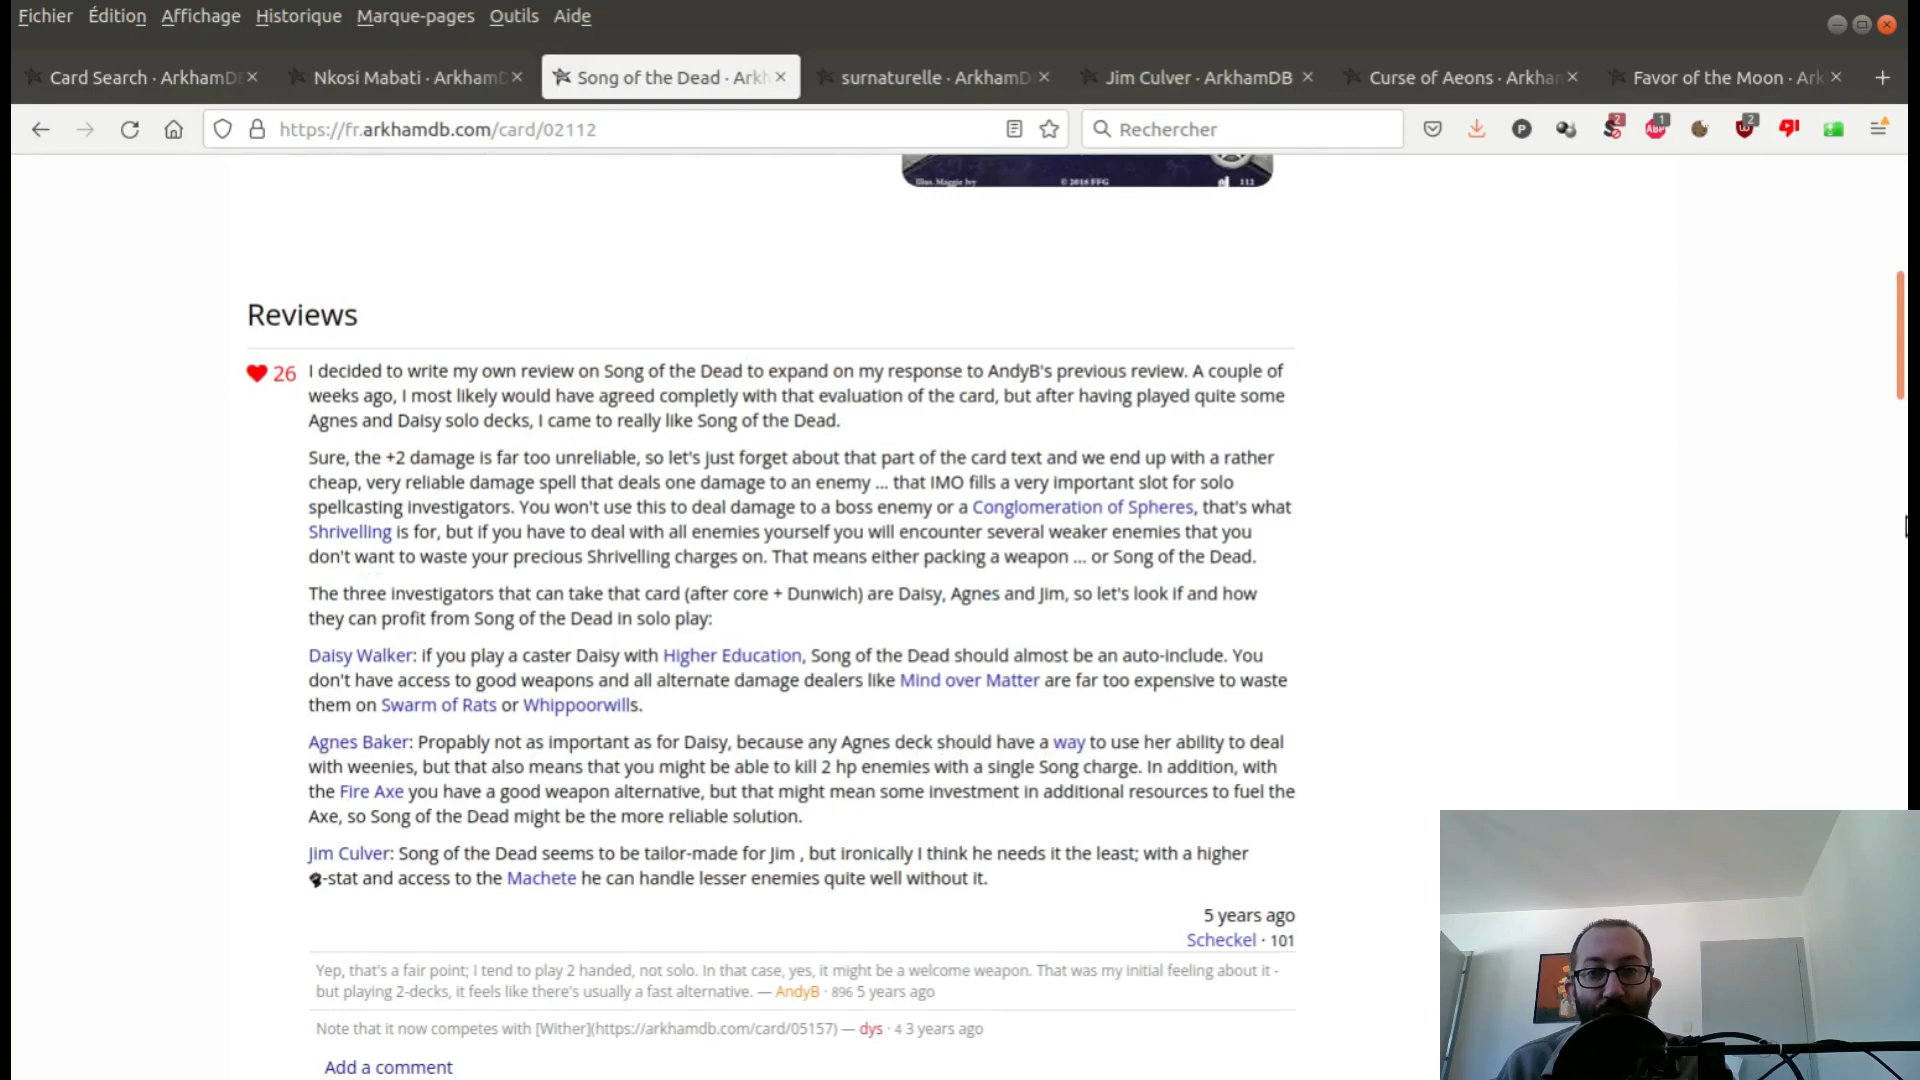 Fichier Édition Affichage Historique Marque-pages Outils Aide
Card Search · ArkhamD
Nkosi Mabati · Arkham
Song of the Dead · Ark
surnaturelle · ArkhamD
Jim Culver · ArkhamDB
Curse of Aeons · Arkha
Favor of the Moon · Ark
https://fr.arkhamdb.com/card/02112
Rechercher
2
1
2
Illus. Maggie Ivy
© 2016 FFG
112
Reviews
26
I decided to write my own review on Song of the Dead to expand on my response to AndyB's previous review. A couple of
weeks ago, I most likely would have agreed completly with that evaluation of the card, but after having played quite some
Agnes and Daisy solo decks, I came to really like Song of the Dead.
Sure, the +2 damage is far too unreliable, so let's just forget about that part of the card text and we end up with a rather
cheap, very reliable damage spell that deals one damage to an enemy ... that IMO fills a very important slot for solo
spellcasting investigators. You won't use this to deal damage to a boss enemy or a Conglomeration of Spheres, that's what
Shrivelling is for, but if you have to deal with all enemies yourself you will encounter several weaker enemies that you
don't want to waste your precious Shrivelling charges on. That means either packing a weapon ... or Song of the Dead.
The three investigators that can take that card (after core + Dunwich) are Daisy, Agnes and Jim, so let's look if and how
they can profit from Song of the Dead in solo play:
Daisy Walker: if you play a caster Daisy with Higher Education, Song of the Dead should almost be an auto-include. You
don't have access to good weapons and all alternate damage dealers like Mind over Matter are far too expensive to waste
them on Swarm of Rats or Whippoorwills.
Agnes Baker: Propably not as important as for Daisy, because any Agnes deck should have a way to use her ability to deal
with weenies, but that also means that you might be able to kill 2 hp enemies with a single Song charge. In addition, with
the Fire Axe you have a good weapon alternative, but that might mean some investment in additional resources to fuel the
Axe, so Song of the Dead might be the more reliable solution.
Jim Culver: Song of the Dead seems to be tailor-made for Jim , but ironically I think he needs it the least; with a higher
-stat and access to the Machete he can handle lesser enemies quite well without it.
5 years ago
Scheckel · 101
Yep, that's a fair point; I tend to play 2 handed, not solo. In that case, yes, it might be a welcome weapon. That was my initial feeling about it -
but playing 2-decks, it feels like there's usually a fast alternative. — AndyB · 896 5 years ago
Note that it now competes with [Wither](https://arkhamdb.com/card/05157) — dys · 4 3 years ago
Add a comment